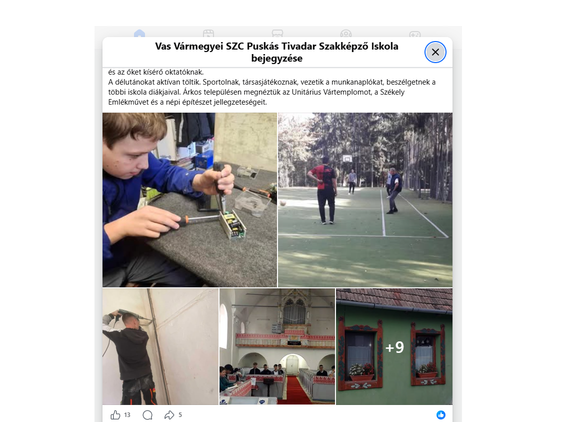 Vas Vármegyei SZC Puskás Tivadar Szakképző Iskola
bejegyzése
és az őket kísérő oktatóknak.
A délutánokat aktívan töltik. Sportolnak, társasjátékoznak, vezetik a munkanaplókat, beszélgetnek a
többi iskola diákjaival. Árkos településen megnéztük az Unitárius Vártemplomot, a Székely
Emlékművet és a népi építészet jellegzetességeit.
+9
13 5